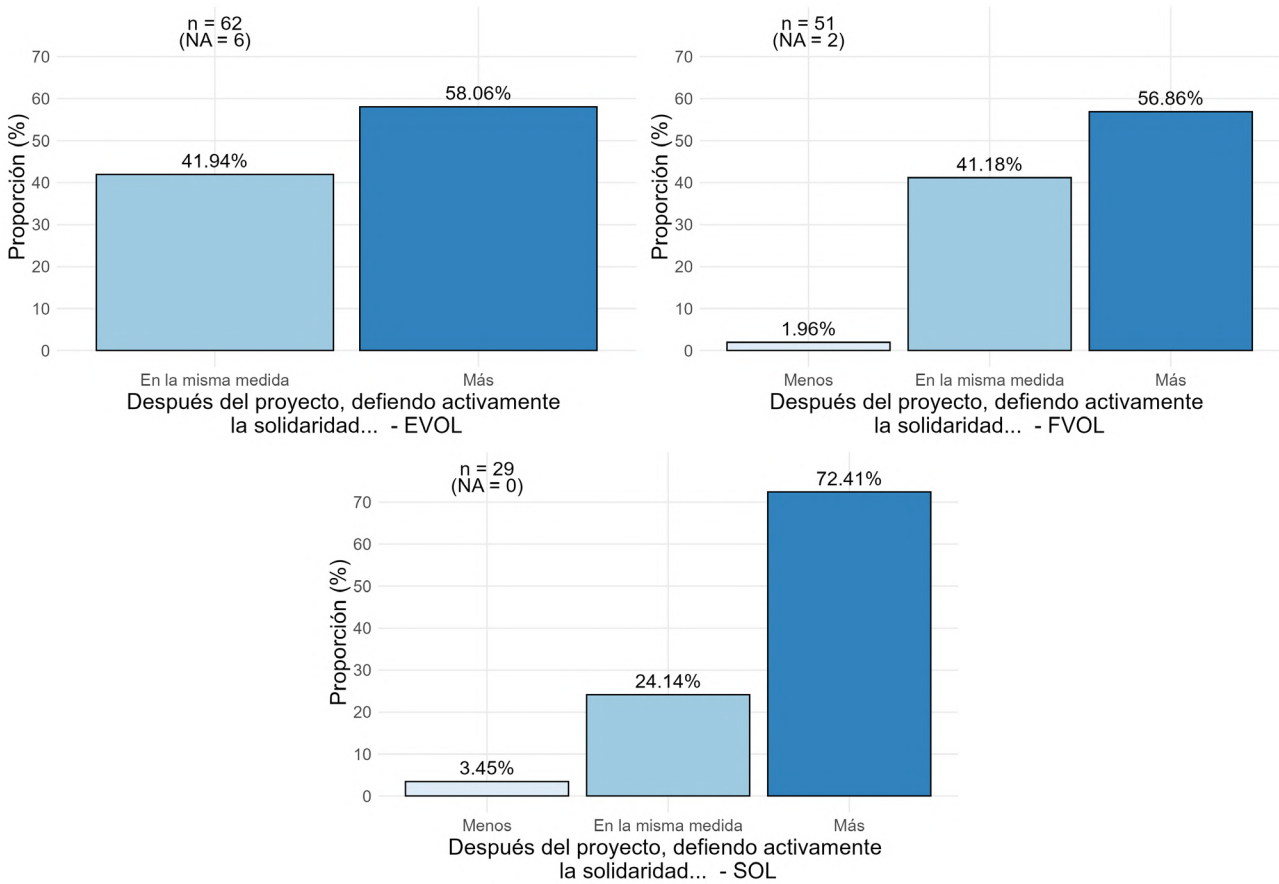 n = 62
(NA = 6)
Proporción (%)
70
60
50
40
30
20
10
0
41.94%
58.06%
En la misma medida
Más
Después del proyecto, defiendo activamente
la solidaridad... - EVOL
n = 51
(NA = 2)
Proporción (%)
70
60
50
40
30
20
10
0
1.96%
41.18%
56.86%
Menos
En la misma medida
Más
Después del proyecto, defiendo activamente
la solidaridad... - FVOL
n = 29
(NA = 0)
Proporción (%)
70
60
50
40
30
20
10
0
3.45%
24.14%
72.41%
Menos
En la misma medida
Más
Después del proyecto, defiendo activamente
la solidaridad... - SOL